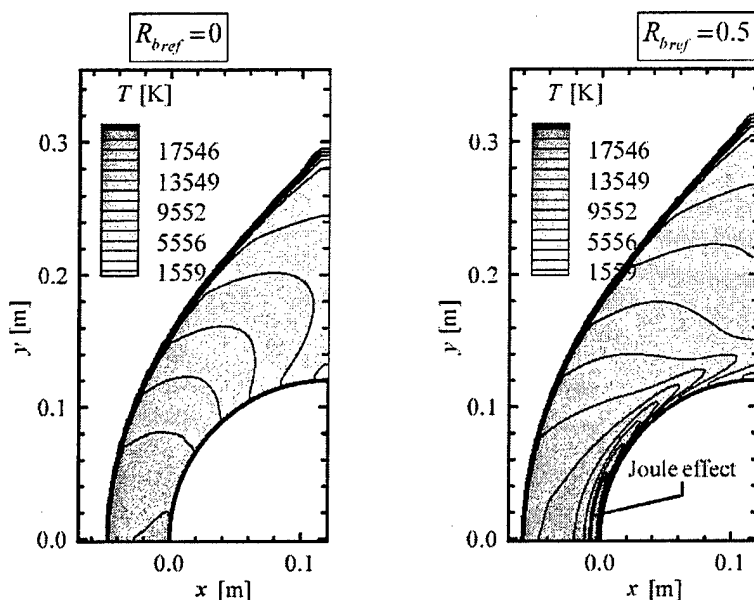 R_bref = 0
T [K]
17546
13549
9552
5556
1559
0.3
0.2
0.1
0.0
y [m]
0.0
0.1
x [m]
R_bref = 0.5
T [K]
17546
13549
9552
5556
1559
0.3
0.2
0.1
0.0
y [m]
Joule effect
0.0
0.1
x [m]